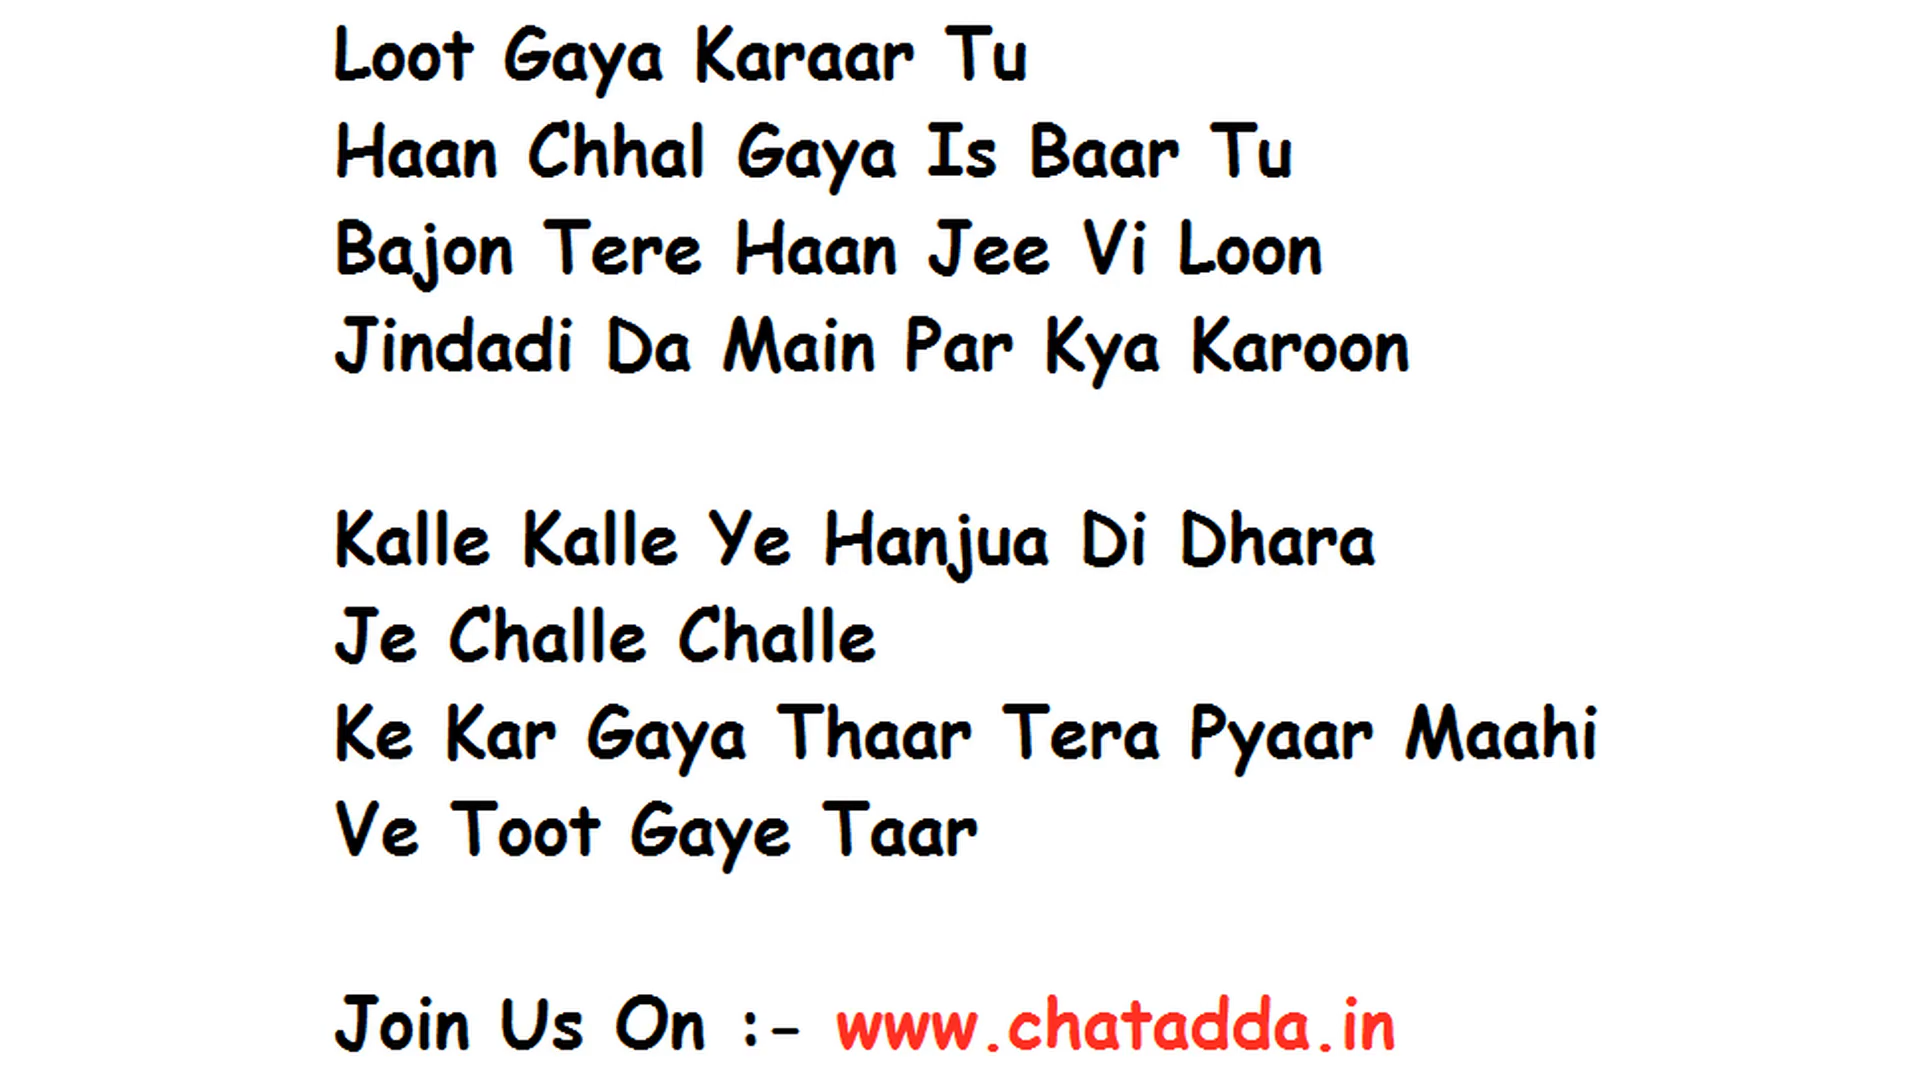 Loot Gaya Karaar Tu
Haan Chhal Gaya Is Baar Tu
Bajon Tere Haan Jee Vi Loon
Jindadi Da Main Par Kya Karoon
Kalle Kalle Ye Hanjua Di Dhara
Je Challe Challe
Ke Kar Gaya Thaar Tera Pyaar Maahi
Ve Toot Gaye Taar
Join Us On :- www.chatadda.in